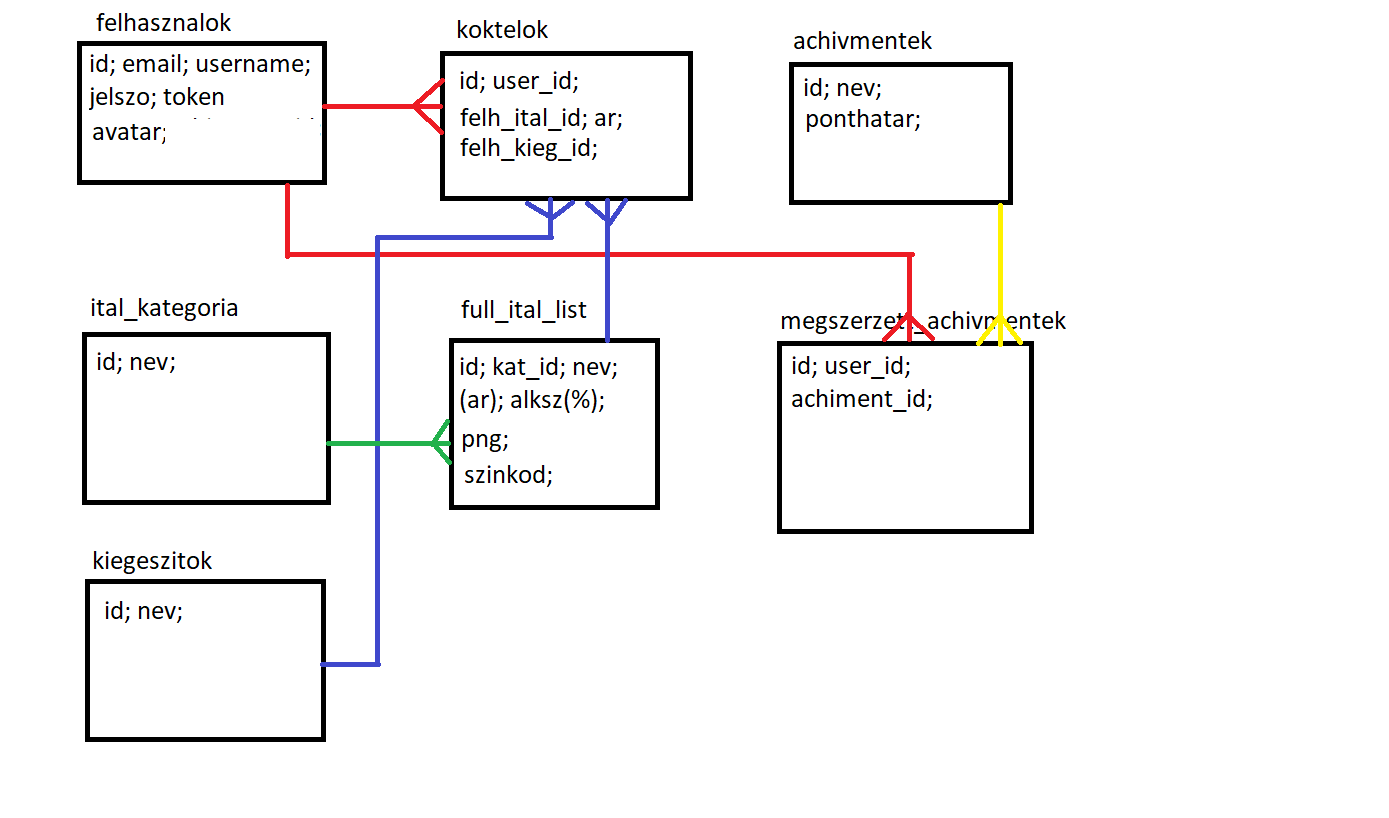 felhasznalok
id; email; username;
jelszo; token
avatar;
koktelok
id; user_id;
felh_ital_id; ar;
felh_kieg_id;
achivmentek
id; nev;
ponthatar;
ital_kategoria
id; nev;
full_ital_list
id; kat_id; nev;
(ar); alksz(%);
png;
szinkod;
megszerzett_achivmentek
id; user_id;
achiment_id;
kiegeszitok
id; nev;